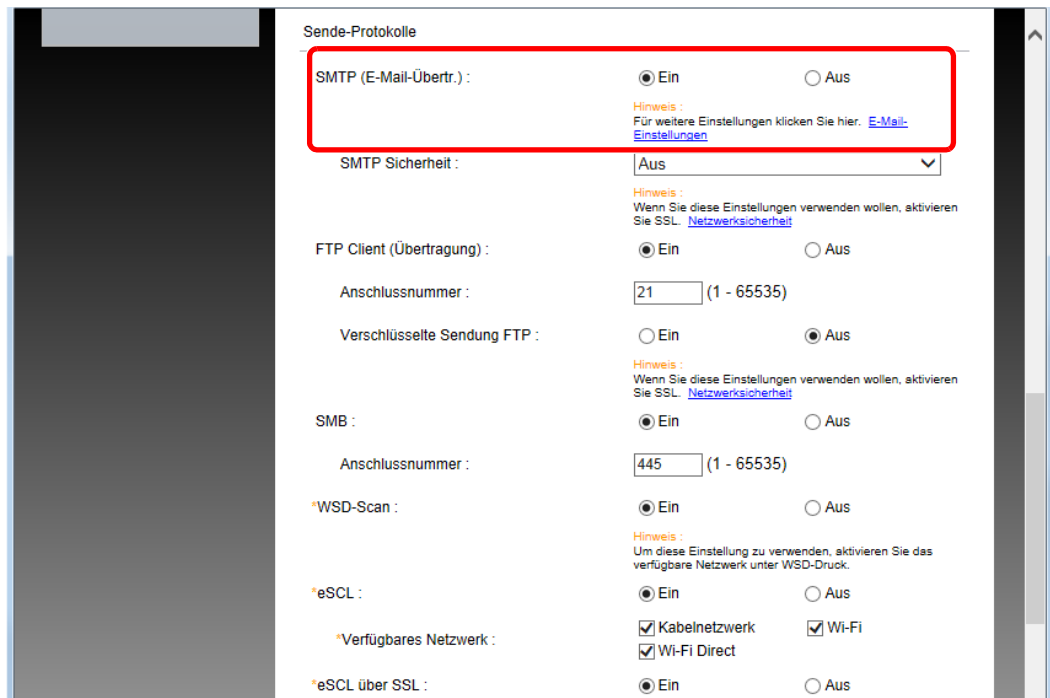 Sende-Protokolle
SMTP (E-Mail-Übertr.) : Ein Aus
Hinweis :
Für weitere Einstellungen klicken Sie hier. E-Mail-
Einstellungen
SMTP Sicherheit : Aus
Hinweis :
Wenn Sie diese Einstellungen verwenden wollen, aktivieren
Sie SSL. Netzwerksicherheit
FTP Client (Übertragung) : Ein Aus
Anschlussnummer : 21 (1 - 65535)
Verschlüsselte Sendung FTP : Ein Aus
Hinweis :
Wenn Sie diese Einstellungen verwenden wollen, aktivieren
Sie SSL. Netzwerksicherheit
SMB : Ein Aus
Anschlussnummer : 445 (1 - 65535)
*WSD-Scan : Ein Aus
Hinweis :
Um diese Einstellung zu verwenden, aktivieren Sie das
verfügbare Netzwerk unter WSD-Druck.
*eSCL : Ein Aus
*Verfügbares Netzwerk : Kabelnetzwerk Wi-Fi
Wi-Fi Direct
*eSCL über SSL : Ein Aus